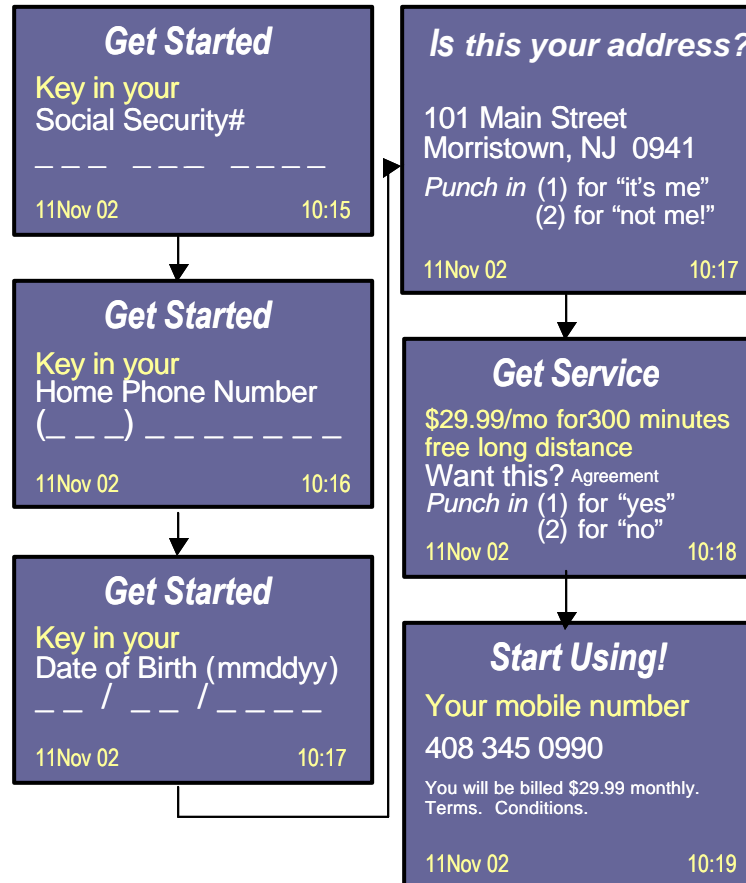 Get Started
Key in your
Social Security#
_ _ _  _ _ _  _ _ _ _
11Nov 02 10:15
Get Started
Key in your
Home Phone Number
(_ _ _) _ _ _ _ _ _ _
11Nov 02 10:16
Get Started
Key in your
Date of Birth (mmddyy)
_ _ / _ _ / _ _ _ _
11Nov 02 10:17
Is this your address?
101 Main Street
Morristown, NJ  0941
Punch in (1) for “it’s me”
(2) for “not me!”
11Nov 02 10:17
Get Service
$29.99/mo for300 minutes
free long distance
Want this? Agreement
Punch in (1) for “yes”
(2) for “no”
11Nov 02 10:18
Start Using!
Your mobile number
408 345 0990
You will be billed $29.99 monthly.
Terms.  Conditions.
11Nov 02 10:19